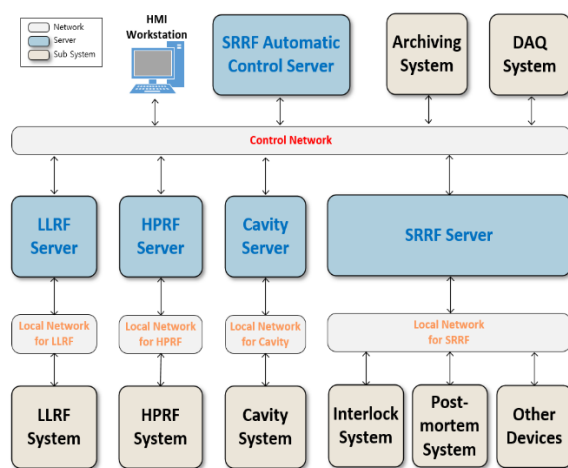 Network
Server
Sub System
HMI
Workstation
SRRF Automatic
Control Server
Archiving
System
DAQ
System
Control Network
LLRF
Server
HPRF
Server
Cavity
Server
SRRF Server
Local Network
for LLRF
Local Network
for HPRF
Local Network
for Cavity
Local Network
for SRRF
LLRF
System
HPRF
System
Cavity
System
Interlock
System
Post-
mortem
System
Other
Devices